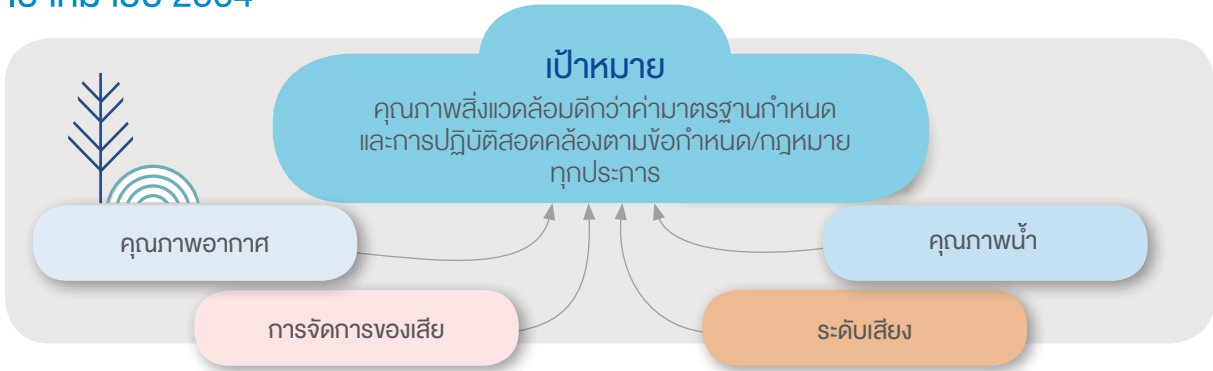 เป้าหมาย
คุณภาพสิ่งแวดล้อมดีกว่าค่ามาตรฐานกำหนด
และการปฏิบัติสอดคล้องตามข้อกำหนด/กฎหมาย
ทุกประการ
คุณภาพอากาศ
คุณภาพน้ำ
การจัดการของเสีย
ระดับเสียง